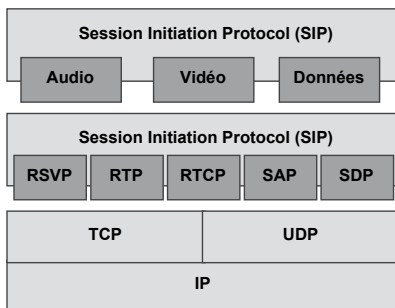 Session Initiation Protocol (SIP)
Audio Vidéo Données
Session Initiation Protocol (SIP)
RSVP RTP RTCP SAP SDP
TCP UDP
IP